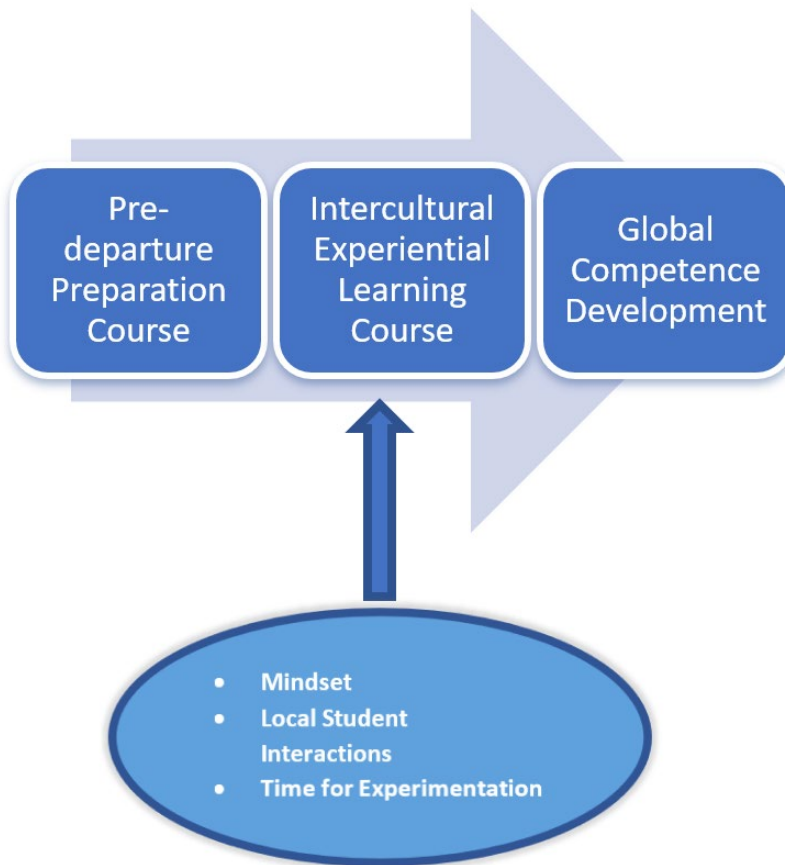 Pre-
departure
Preparation
Course
Intercultural
Experiential
Learning
Course
Global
Competence
Development
• Mindset
• Local Student
Interactions
• Time for Experimentation